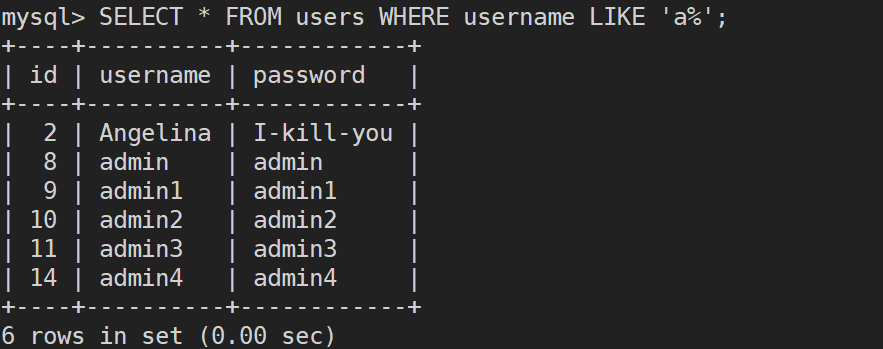 mysql> SELECT * FROM users WHERE username LIKE 'a%';
+----+----------+------------+
| id | username | password   |
+----+----------+------------+
|  2 | Angelina | I-kill-you |
|  8 | admin    | admin      |
|  9 | admin1   | admin1     |
| 10 | admin2   | admin2     |
| 11 | admin3   | admin3     |
| 14 | admin4   | admin4     |
+----+----------+------------+
6 rows in set (0.00 sec)